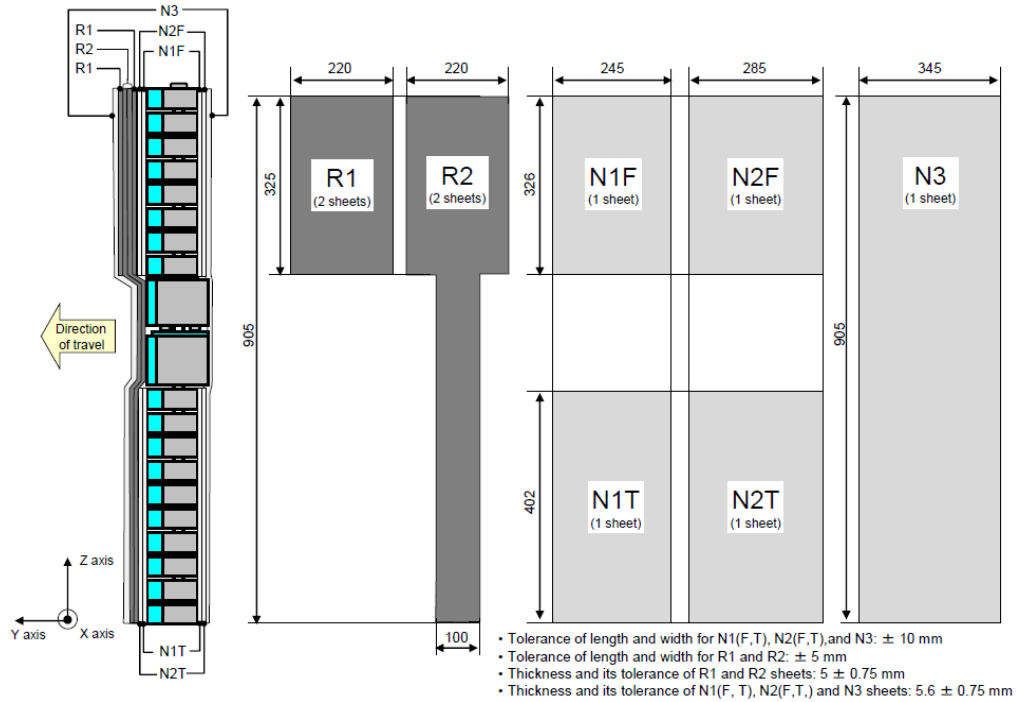 N3
R1
N2F
R2
N1F
R1
220
220
245
285
345
325
R1
(2 sheets)
R2
(2 sheets)
326
N1F
(1 sheet)
N2F
(1 sheet)
N3
(1 sheet)
Direction
of travel
905
905
402
N1T
(1 sheet)
N2T
(1 sheet)
Z axis
Y axis
X axis
100
N1T
N2T
• Tolerance of length and width for N1(F,T), N2(F,T),and N3: ± 10 mm
• Tolerance of length and width for R1 and R2: ± 5 mm
• Thickness and its tolerance of R1 and R2 sheets: 5 ± 0.75 mm
• Thickness and its tolerance of N1(F, T), N2(F,T,) and N3 sheets: 5.6 ± 0.75 mm